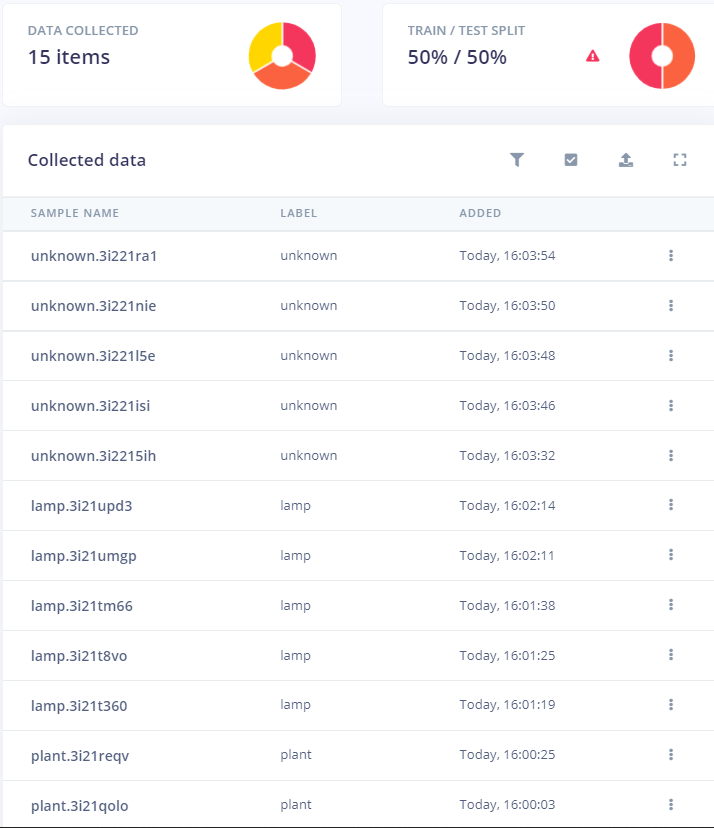 DATA COLLECTED
15 items
TRAIN / TEST SPLIT
50% / 50%
Collected data
SAMPLE NAME LABEL ADDED
unknown.3i221ra1 unknown Today, 16:03:54
unknown.3i221nie unknown Today, 16:03:50
unknown.3i221l5e unknown Today, 16:03:48
unknown.3i221isi unknown Today, 16:03:46
unknown.3i2215ih unknown Today, 16:03:32
lamp.3i21upd3 lamp Today, 16:02:14
lamp.3i21umgp lamp Today, 16:02:11
lamp.3i21tm66 lamp Today, 16:01:38
lamp.3i21t8vo lamp Today, 16:01:25
lamp.3i21t360 lamp Today, 16:01:19
plant.3i21reqv plant Today, 16:00:25
plant.3i21qolo plant Today, 16:00:03